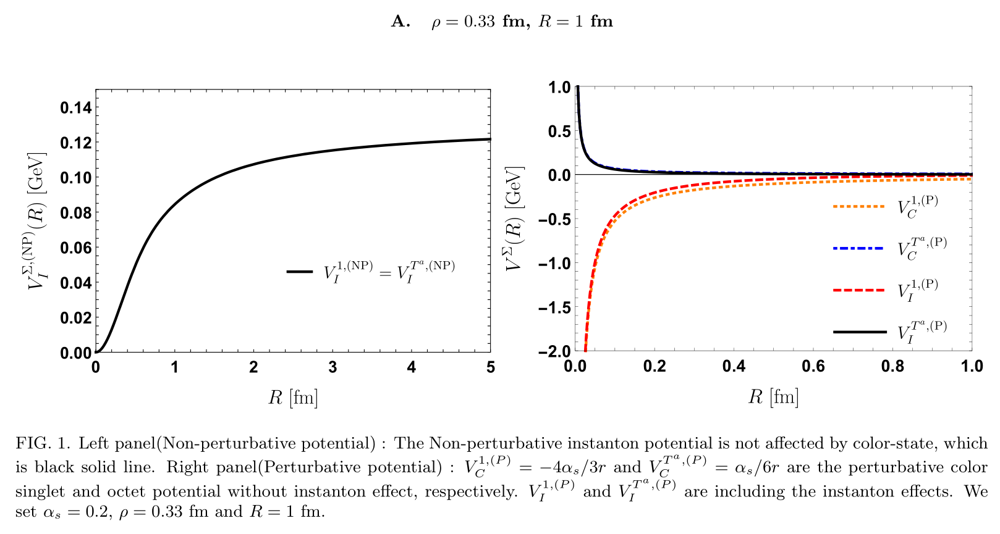 A. ρ = 0.33 fm, R = 1 fm
V_I^{Σ,(NP)}(R) [GeV]
0.14
0.12
0.10
0.08
0.06
0.04
0.02
0.00
0 1 2 3 4 5
R [fm]
V_I^{1,(NP)} = V_I^{T^a,(NP)}
V^Σ(R) [GeV]
1.0
0.5
0.0
−0.5
−1.0
−1.5
−2.0
0.0 0.2 0.4 0.6 0.8 1.0
R [fm]
V_C^{1,(P)}
V_C^{T^a,(P)}
V_I^{1,(P)}
V_I^{T^a,(P)}
FIG. 1. Left panel(Non-perturbative potential) : The Non-perturbative instanton potential is not affected by color-state, which
is black solid line. Right panel(Perturbative potential) : V_C^{1,(P)} = −4α_s/3r and V_C^{T^a,(P)} = α_s/6r are the perturbative color
singlet and octet potential without instanton effect, respectively. V_I^{1,(P)} and V_I^{T^a,(P)} are including the instanton effects. We
set α_s = 0.2, ρ = 0.33 fm and R = 1 fm.